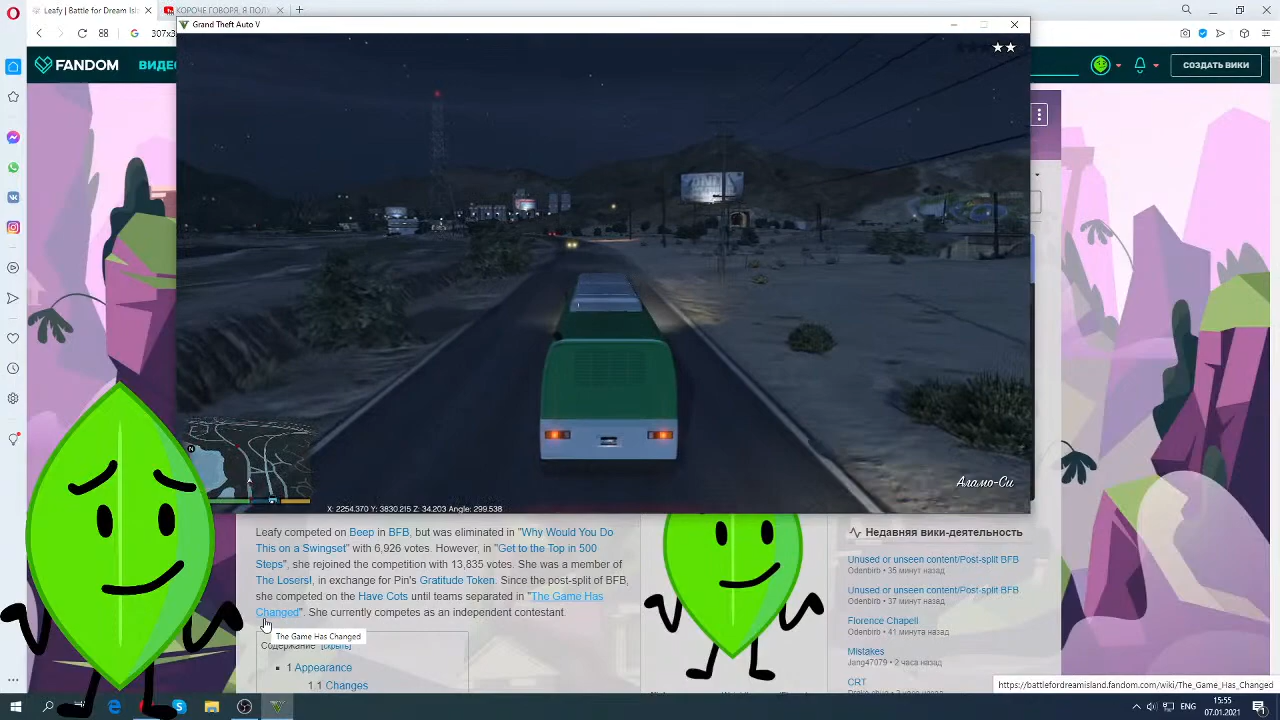 Leafy | Battle for Dream Isl
КОРОЧЕ ГОВОРЯ, Я ПОЛУ
Grand Theft Auto V
88
307x3
FANDOM
ВИДЕО
СОЗДАТЬ ВИКИ
N
Аламо-Си
X: 2254.370 Y: 3830.215 Z: 34.203 Angle: 299.538
Leafy competed on Beep in BFB, but was eliminated in "Why Would You Do
This on a Swingset" with 6,926 votes. However, in "Get to the Top in 500
Steps", she rejoined the competition with 13,835 votes. She was a member of
The Losers!, in exchange for Pin's Gratitude Token. Since the post-split of BFB,
she competed on the Have Cots until teams separated in "The Game Has
Changed". She currently competes as an independent contestant.
The Game Has Changed
Содержание [скрыть]
1 Appearance
1.1 Changes
Недавняя вики-деятельность
Unused or unseen content/Post-split BFB
Odenbirb • 35 минут назад
Unused or unseen content/Post-split BFB
Odenbirb • 37 минут назад
Florence Chapell
Odenbirb • 41 минута назад
Mistakes
Jang47079 • 2 часа назад
CRT
https://battlefordreamisland.fandom.com/wiki/The_Game_Has_Changed
ENG
15:55
07.01.2021